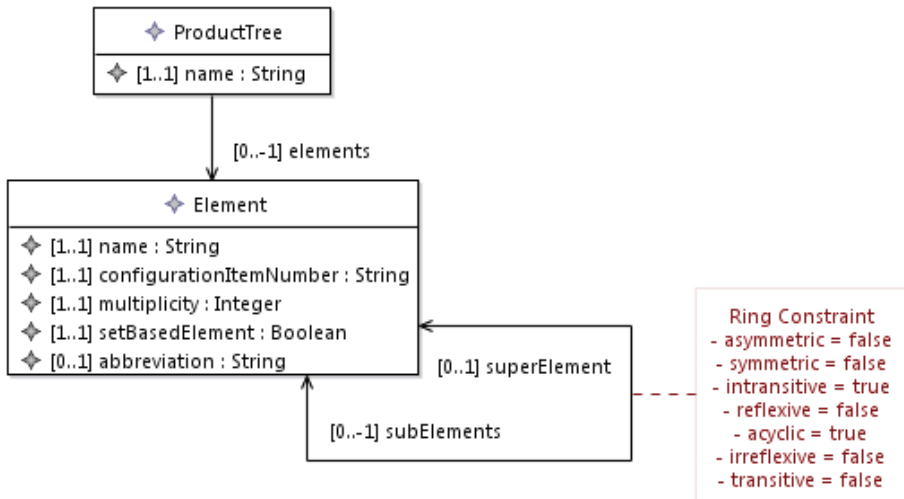 ProductTree
[1..1] name : String
[0..-1] elements
Element
[1..1] name : String
[1..1] configurationItemNumber : String
[1..1] multiplicity : Integer
[1..1] setBasedElement : Boolean
[0..1] abbreviation : String
[0..1] superElement
[0..-1] subElements
Ring Constraint
- asymmetric = false
- symmetric = false
- intransitive = true
- reflexive = false
- acyclic = true
- irreflexive = false
- transitive = false